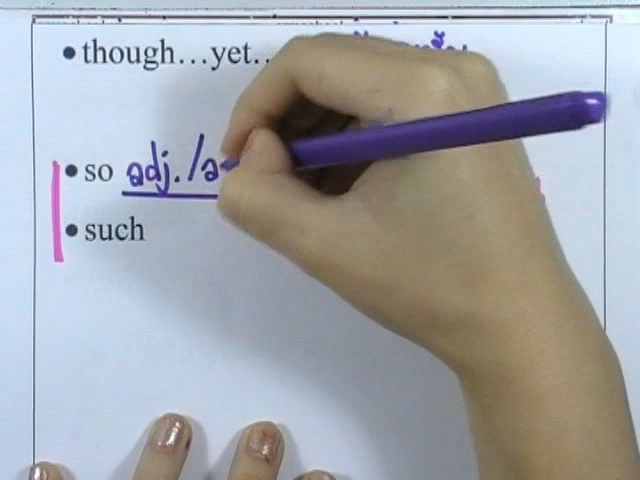 • though…yet..
• so adj./a
• such